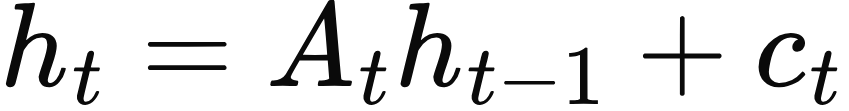 h_t = A_t h_{t-1} + c_t